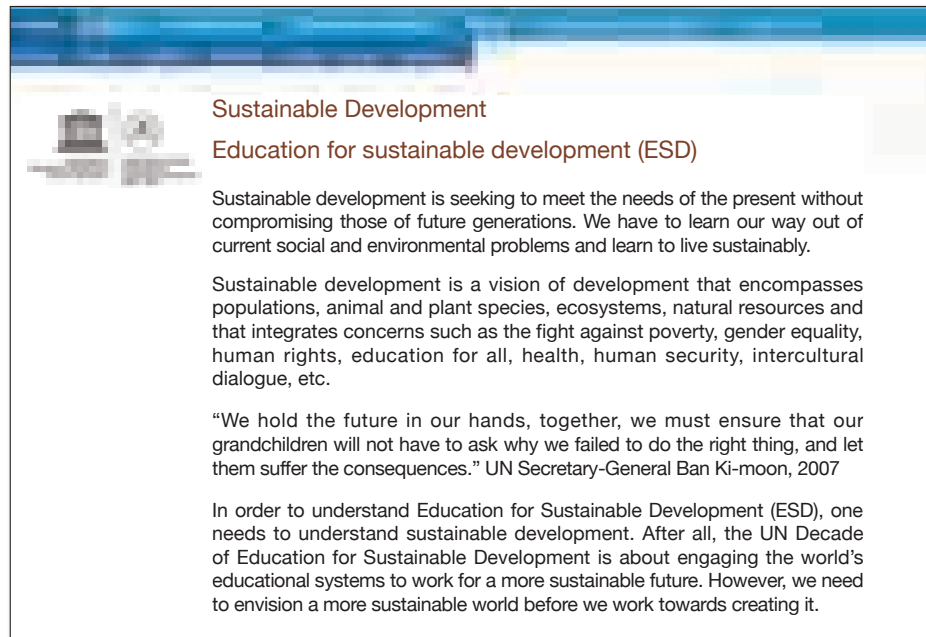 Sustainable Development
Education for sustainable development (ESD)
Sustainable development is seeking to meet the needs of the present without
compromising those of future generations. We have to learn our way out of
current social and environmental problems and learn to live sustainably.
Sustainable development is a vision of development that encompasses
populations, animal and plant species, ecosystems, natural resources and
that integrates concerns such as the fight against poverty, gender equality,
human rights, education for all, health, human security, intercultural
dialogue, etc.
“We hold the future in our hands, together, we must ensure that our
grandchildren will not have to ask why we failed to do the right thing, and let
them suffer the consequences.” UN Secretary-General Ban Ki-moon, 2007
In order to understand Education for Sustainable Development (ESD), one
needs to understand sustainable development. After all, the UN Decade
of Education for Sustainable Development is about engaging the world’s
educational systems to work for a more sustainable future. However, we need
to envision a more sustainable world before we work towards creating it.